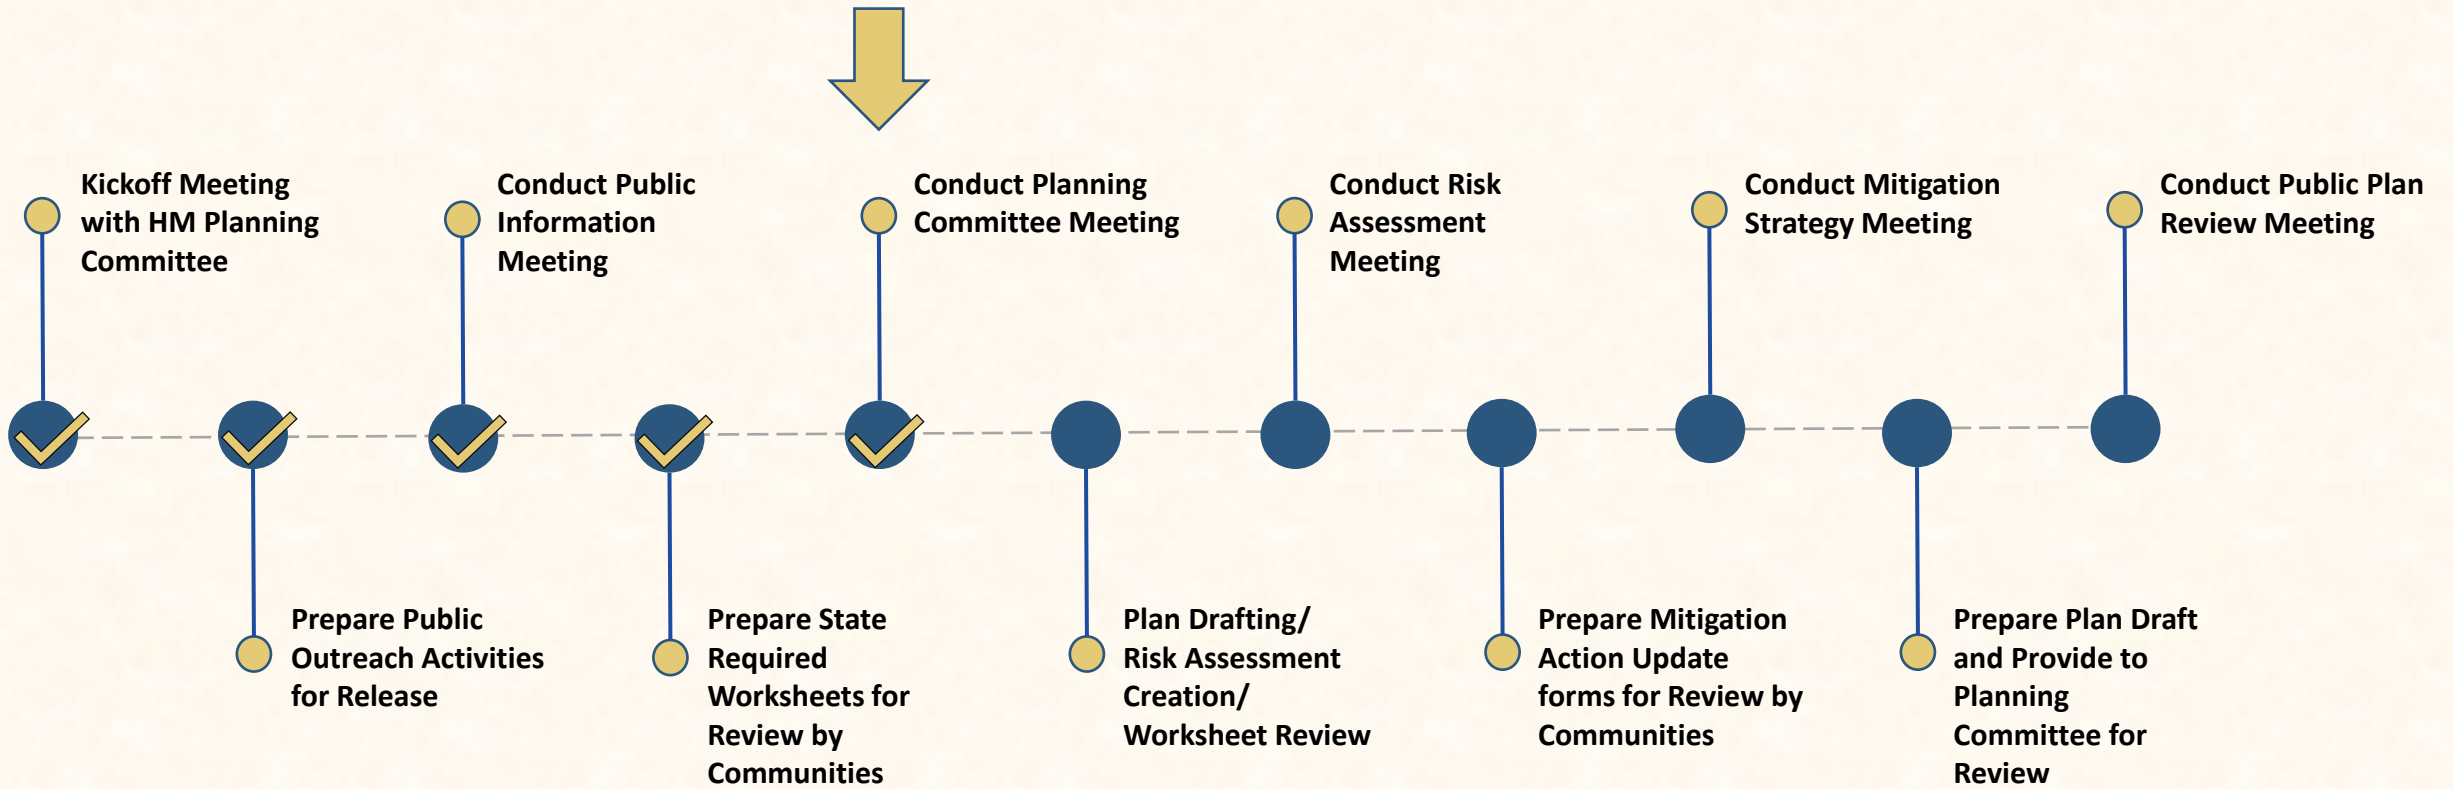 Kickoff Meeting
with HM Planning
Committee
Conduct Public
Information
Meeting
Conduct Planning
Committee Meeting
Conduct Risk
Assessment
Meeting
Conduct Mitigation
Strategy Meeting
Conduct Public Plan
Review Meeting
Prepare Public
Outreach Activities
for Release
Prepare State
Required
Worksheets for
Review by
Communities
Plan Drafting/
Risk Assessment
Creation/
Worksheet Review
Prepare Mitigation
Action Update
forms for Review by
Communities
Prepare Plan Draft
and Provide to
Planning
Committee for
Review